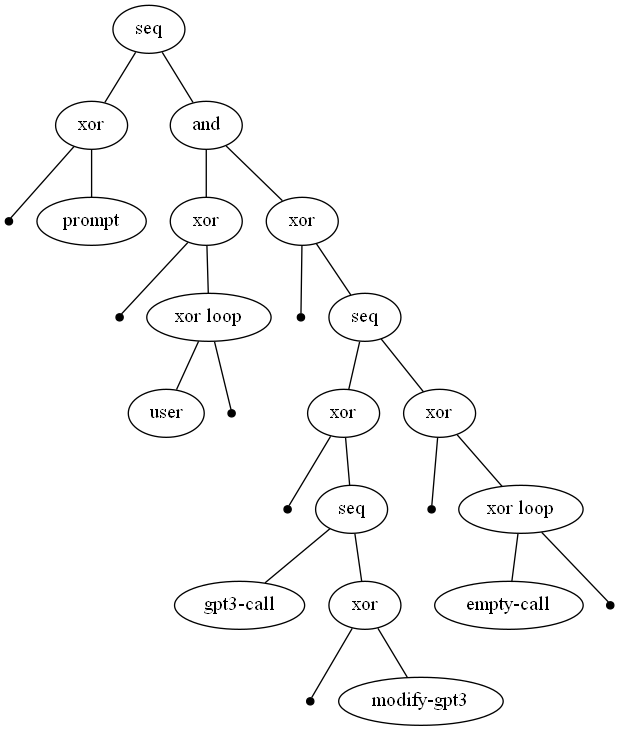 seq
xor
and
prompt
xor
xor
xor loop
seq
user
xor
xor
seq
xor loop
gpt3-call
xor
empty-call
modify-gpt3